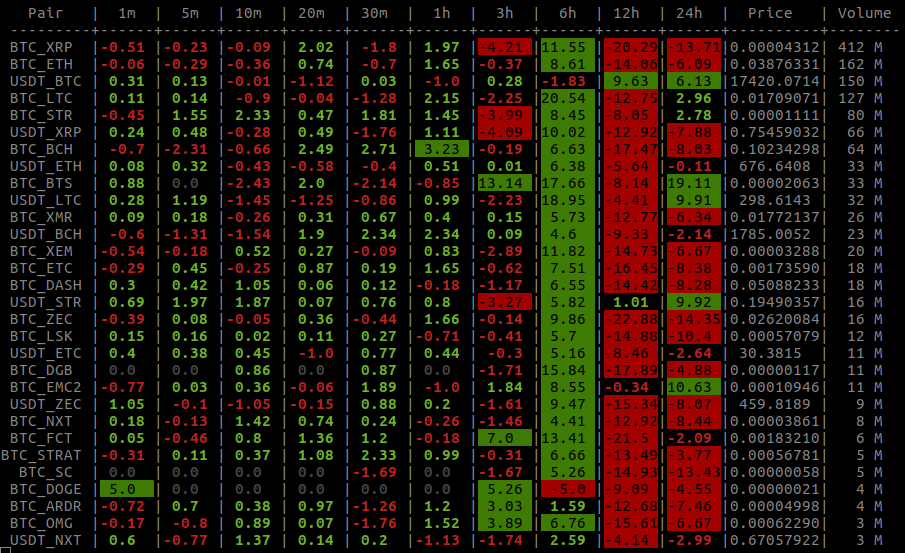 Pair | 1m | 5m | 10m | 20m | 30m | 1h | 3h | 6h | 12h | 24h | Price | Volume
BTC_XRP |-0.51 |-0.23 |-0.09 | 2.02 | -1.8 | 1.97 |-4.21 |11.55 |-20.29|-13.71|0.00004312| 412 M
BTC_ETH |-0.06 |-0.29 |-0.36 | 0.74 | -0.7 | 1.65 |-0.37 | 8.61 |-14.06|-6.09 |0.03876331| 162 M
USDT_BTC | 0.31 | 0.13 |-0.01 |-1.12 | 0.03 | -1.0 | 0.28 |-1.83 | 9.63 | 6.13 |17420.0714| 150 M
BTC_LTC | 0.11 | 0.14 | -0.9 |-0.04 |-1.28 | 2.15 |-2.25 |20.54 |-12.75| 2.96 |0.01709071| 127 M
BTC_STR |-0.45 | 1.55 | 2.33 | 0.47 | 1.81 | 1.45 |-3.99 | 8.45 |-8.05 | 2.78 |0.00001111| 80 M
USDT_XRP | 0.24 | 0.48 |-0.28 | 0.49 |-1.76 | 1.11 |-4.09 |10.02 |-12.92|-7.88 |0.75459032| 66 M
BTC_BCH | -0.7 |-2.31 |-0.66 | 2.49 | 2.71 | 3.23 |-0.19 | 6.63 |-17.47|-8.03 |0.10234298| 64 M
USDT_ETH | 0.08 | 0.32 |-0.43 |-0.58 | -0.4 | 0.51 | 0.01 | 6.38 |-5.64 |-0.11 | 676.6408 | 33 M
BTC_BTS | 0.88 | 0.0 |-2.43 | 2.0 |-2.14 |-0.85 |13.14 |17.66 |-8.14 |19.11 |0.00002063| 33 M
USDT_LTC | 0.28 | 1.19 |-1.45 |-1.25 |-0.86 | 0.99 |-2.23 |18.95 |-4.41 | 9.91 | 298.6143 | 32 M
BTC_XMR | 0.09 | 0.18 |-0.26 | 0.31 | 0.67 | 0.4 | 0.15 | 5.73 |-12.77|-6.34 |0.01772137| 26 M
USDT_BCH | -0.6 |-1.31 |-1.54 | 1.9 | 2.34 | 2.34 | 0.09 | 4.6 |-9.33 |-2.14 |1785.0052 | 23 M
BTC_XEM |-0.54 |-0.18 | 0.52 | 0.27 |-0.09 | 0.83 |-2.89 |11.82 |-14.73|-6.67 |0.00003288| 20 M
BTC_ETC |-0.29 | 0.45 |-0.25 | 0.87 | 0.19 | 1.65 |-0.62 | 7.51 |-16.45|-8.38 |0.00173590| 18 M
BTC_DASH | 0.3 | 0.42 | 1.05 | 0.06 | 0.12 |-0.18 |-1.17 | 6.55 |-14.42|-8.28 |0.05088233| 18 M
USDT_STR | 0.69 | 1.97 | 1.87 | 0.07 | 0.76 | 0.8 |-3.27 | 5.82 | 1.01 | 9.92 |0.19490357| 16 M
BTC_ZEC |-0.39 | 0.08 |-0.05 | 0.36 |-0.44 | 1.66 |-0.14 | 9.86 |-22.88|-14.35|0.02620084| 16 M
BTC_LSK | 0.15 | 0.16 | 0.02 | 0.11 | 0.27 |-0.71 |-0.41 | 5.7 |-14.88|-10.4 |0.00057079| 12 M
USDT_ETC | 0.4 | 0.38 | 0.45 | -1.0 | 0.77 | 0.44 | -0.3 | 5.16 |-8.46 |-2.64 | 30.3815 | 11 M
BTC_DGB | 0.0 | 0.0 | 0.86 | 0.0 | 0.87 | 0.0 |-1.71 |15.84 |-17.89|-4.88 |0.00000117| 11 M
BTC_EMC2 |-0.77 | 0.03 | 0.36 |-0.06 | 1.89 | -1.0 | 1.84 | 8.55 |-0.34 |10.63 |0.00010946| 11 M
USDT_ZEC | 1.05 | -0.1 |-1.05 |-0.15 | 0.88 | 0.2 |-1.61 | 9.47 |-15.34|-8.07 | 459.8189 | 9 M
BTC_NXT | 0.18 |-0.13 | 1.42 | 0.74 | 0.24 |-0.26 |-1.46 | 4.41 |-12.92|-8.44 |0.00003861| 8 M
BTC_FCT | 0.05 |-0.46 | 0.8 | 1.36 | 1.2 |-0.18 | 7.0 |13.41 |-21.5 |-2.09 |0.00183210| 6 M
BTC_STRAT |-0.31 | 0.11 | 0.37 | 1.08 | 2.33 | 0.99 |-0.31 | 6.66 |-13.49|-3.77 |0.00056781| 5 M
BTC_SC | 0.0 | 0.0 | 0.0 | 0.0 |-1.69 | 0.0 |-1.67 | 5.26 |-14.93|-13.43|0.00000058| 5 M
BTC_DOGE | 5.0 | 0.0 | 0.0 | 0.0 | 0.0 | 0.0 | 5.26 | -5.0 |-9.09 |-4.55 |0.00000021| 4 M
BTC_ARDR |-0.72 | 0.7 | 0.38 | 0.97 |-1.26 | 1.2 | 3.03 | 1.59 |-12.68|-7.46 |0.00004998| 4 M
BTC_OMG |-0.17 | -0.8 | 0.89 | 0.07 |-1.76 | 1.52 | 3.89 | 6.76 |-15.61|-6.67 |0.00062290| 3 M
USDT_NXT | 0.6 |-0.77 | 1.37 | 0.14 | 0.2 |-1.13 |-1.74 | 2.59 |-4.14 |-2.99 |0.67057922| 3 M